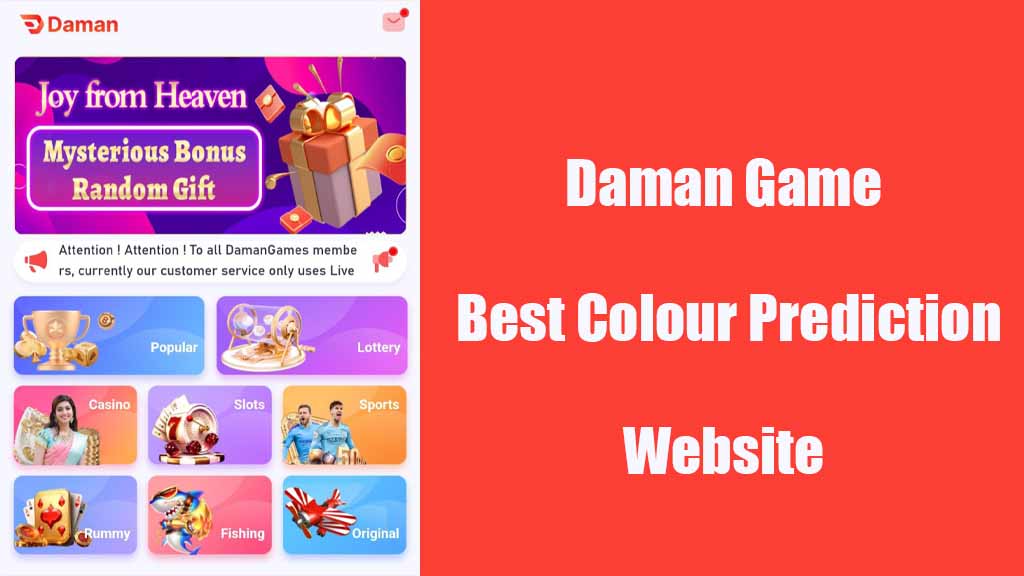 Daman
Joy from Heaven
Mysterious Bonus
Random Gift
Attention ! Attention ! To all DamanGames membe
rs, currently our customer service only uses Live
Popular
Lottery
Casino
Slots
Sports
Rummy
Fishing
Original
Daman Game
Best Colour Prediction
Website